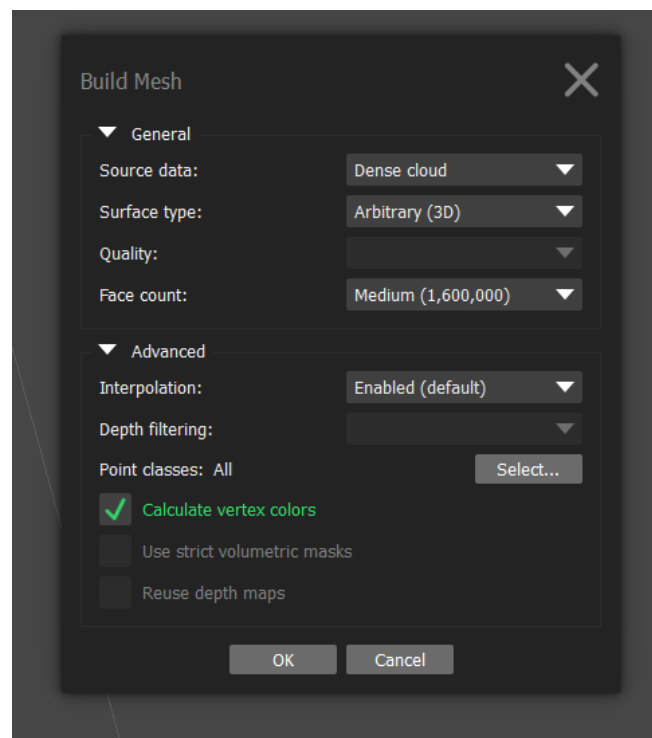 Build Mesh
General
Source data: Dense cloud
Surface type: Arbitrary (3D)
Quality:
Face count: Medium (1,600,000)
Advanced
Interpolation: Enabled (default)
Depth filtering:
Point classes: All Select...
Calculate vertex colors
Use strict volumetric masks
Reuse depth maps
OK Cancel